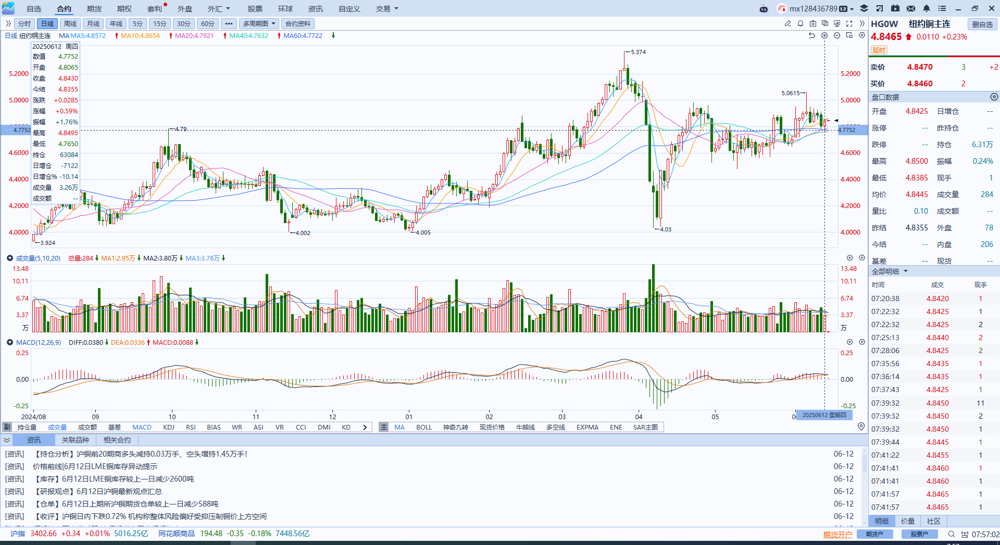 自选 合约 期货 期权 套利 外盘 外汇 股票 环球 资讯 自定义 交易 mx128436789 L2
分时 日线 周线 月线 年线 5分 15分 30分 60分 ••• 多周期图 合约资料
日线 纽约铜主连 MA MA5:4.8572 MA10:4.8654 MA20:4.7921 MA40:4.7632 MA60:4.7722
20250612 周四
数值 4.7752
开盘 4.8065
收盘 4.8430
今结 4.8355
涨跌 +0.0285
涨幅 +0.59%
振幅 +1.76%
最高 4.8495
最低 4.7650
持仓 63084
日增仓 -7122
日增仓% -10.14
成交量 3.26万
成交额 --
5.2000
5.0000
4.7752
4.6000
4.4000
4.2000
4.0000
5.374
5.0615
4.79
4.002
4.005
4.03
3.924
5.2000
5.0000
4.7752
4.6000
4.4000
4.2000
4.0000
成交量(5,10,20) 总量:284 MA1:2.95万 MA2:3.80万 MA3:3.78万
13.48
10.11
6.74
3.37
万
13.48
10.11
6.74
3.37
万
MACD(12,26,9) DIFF:0.0380 DEA:0.0336 MACD:0.0088
0.25
0.00
-0.25
0.25
0.00
-0.25
2024/08 09 10 11 12 01 02 03 04 05 20250612 星期四
副 持仓量 成交量 成交额 基差 MACD KDJ RSI BIAS WR ASI VR CCI DMI KD 主 MA BOLL 神奇九转 现货价格 牛熊线 多空线 EXPMA ENE SAR主图
资讯 关联品种 相关合约
[资讯] 【持仓分析】沪铜前20期商多头减持0.03万手、空头增持1.45万手! 06-12
[资讯] 价格前线|6月12日LME铜库存异动提示 06-12
[资讯] 【库存】6月12日LME铜库存较上一日减少2600吨 06-12
[资讯] 【研报观点】6月12日沪铜最新观点汇总 06-12
[资讯] 【仓单】6月12日上期所沪铜期货仓单较上一日减少588吨 06-12
[资讯] 【收评】沪铜日内下跌0.72% 机构称整体风险偏好受抑压制铜价上方空间 06-12
沪指 3402.66 +0.34 +0.01% 5016.25亿 同花顺商品 194.48 -0.35 -0.18% 7448.56亿 期货开户 期货户 股票户 07:57:02
HG0W 纽约铜主连 删自选
4.8465 0.0110 +0.23%
延时
卖价 4.8470 3 +2
买价 4.8460 2
盘口数据
开盘 4.8425 日增仓 --
涨停 -- 昨持仓 --
跌停 -- 持仓 6.31万
最高 4.8500 振幅 0.24%
最低 4.8385 现手 1
均价 4.8445 成交量 284
量比 0.10 成交额 --
昨结 4.8355 外盘 78
今结 -- 内盘 206
基差 -- 现货 --
全部明细
时间 成交 现手
07:20:38 4.8420 1
07:22:32 4.8425 1
07:22:32 4.8425 2
07:25:13 4.8440 2
07:28:06 4.8425 2
07:35:56 4.8435 1
07:36:14 4.8435 1
07:37:43 4.8425 1
07:39:32 4.8450 11
07:39:32 4.8450 2
07:39:32 4.8450 1
07:39:44 4.8445 1
07:41:22 4.8455 1
07:41:41 4.8460 1
07:41:41 4.8460 1
07:41:57 4.8465 1
07:41:57 4.8465 1
明细 价量 社区